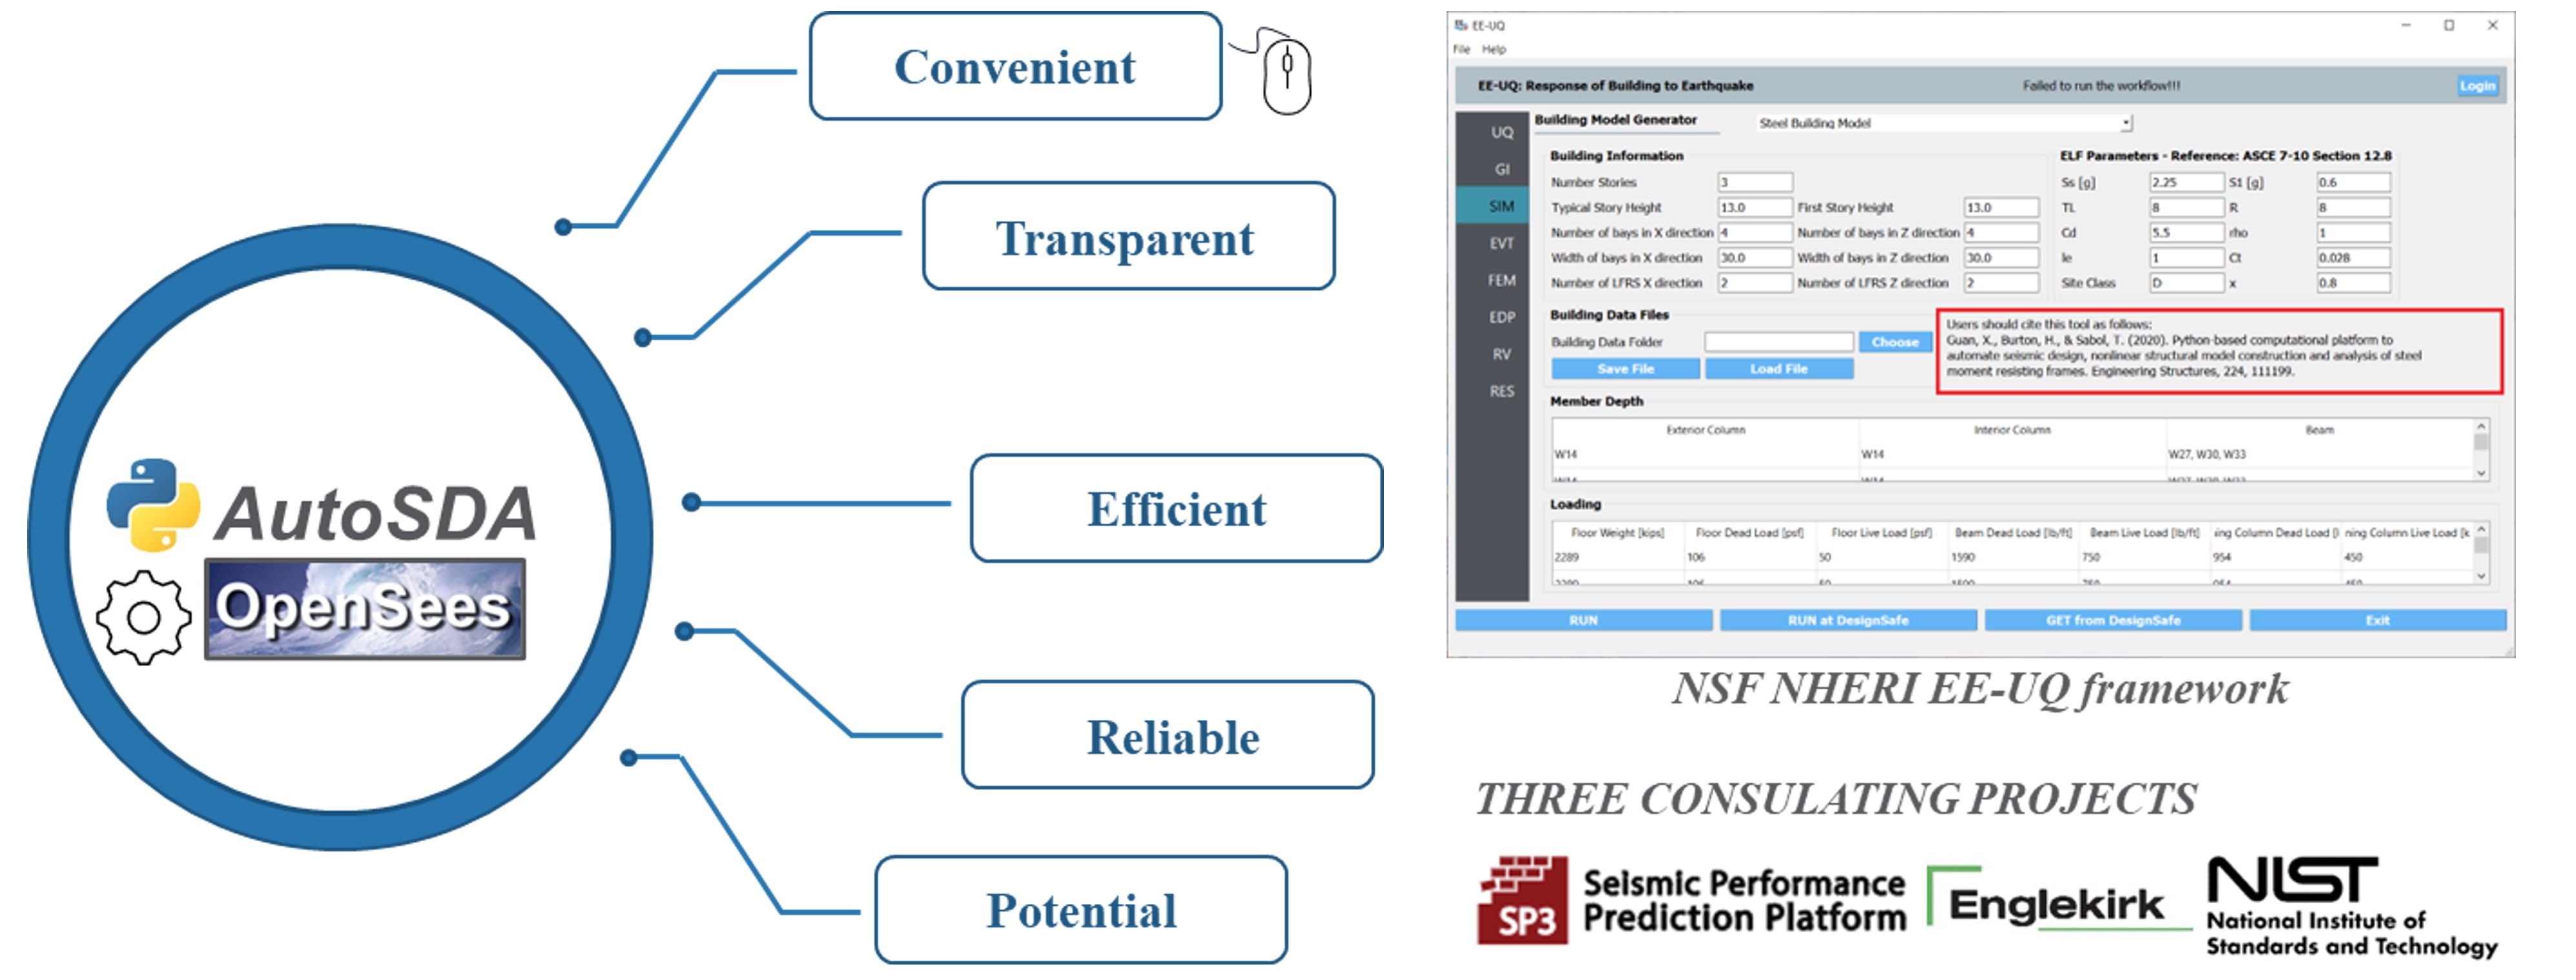 Convenient
Transparent
Efficient
Reliable
Potential
AutoSDA
OpenSees
EE-UQ
File Help
EE-UQ: Response of Building to Earthquake Failed to run the workflow!!! Login
UQ
GI
SIM
EVT
FEM
EDP
RV
RES
Building Model Generator Steel Building Model
Building Information
Number Stories 3
Typical Story Height 13.0 First Story Height 13.0
Number of bays in X direction 4 Number of bays in Z direction 4
Width of bays in X direction 30.0 Width of bays in Z direction 30.0
Number of LFRS X direction 2 Number of LFRS Z direction 2
ELF Parameters - Reference: ASCE 7-10 Section 12.8
Ss [g] 2.25 S1 [g] 0.6
TL 8 R 8
Cd 5.5 rho 1
Ie 1 Ct 0.028
Site Class D x 0.8
Building Data Files
Building Data Folder Choose
Save File Load File
Users should cite this tool as follows:
Guan, X., Burton, H., & Sabol, T. (2020). Python-based computational platform to
automate seismic design, nonlinear structural model construction and analysis of steel
moment resisting frames. Engineering Structures, 224, 111199.
Member Depth
Exterior Column Interior Column Beam
W14 W14 W27, W30, W33
Loading
Floor Weight [kips] Floor Dead Load [psf] Floor Live Load [psf] Beam Dead Load [lb/ft] Beam Live Load [lb/ft] ing Column Dead Load [l ning Column Live Load [k
2289 106 50 1590 750 954 450
RUN RUN at DesignSafe GET from DesignSafe Exit
NSF NHERI EE-UQ framework
THREE CONSULATING PROJECTS
SP3 Seismic Performance
Prediction Platform
Englekirk
NIST
National Institute of
Standards and Technology